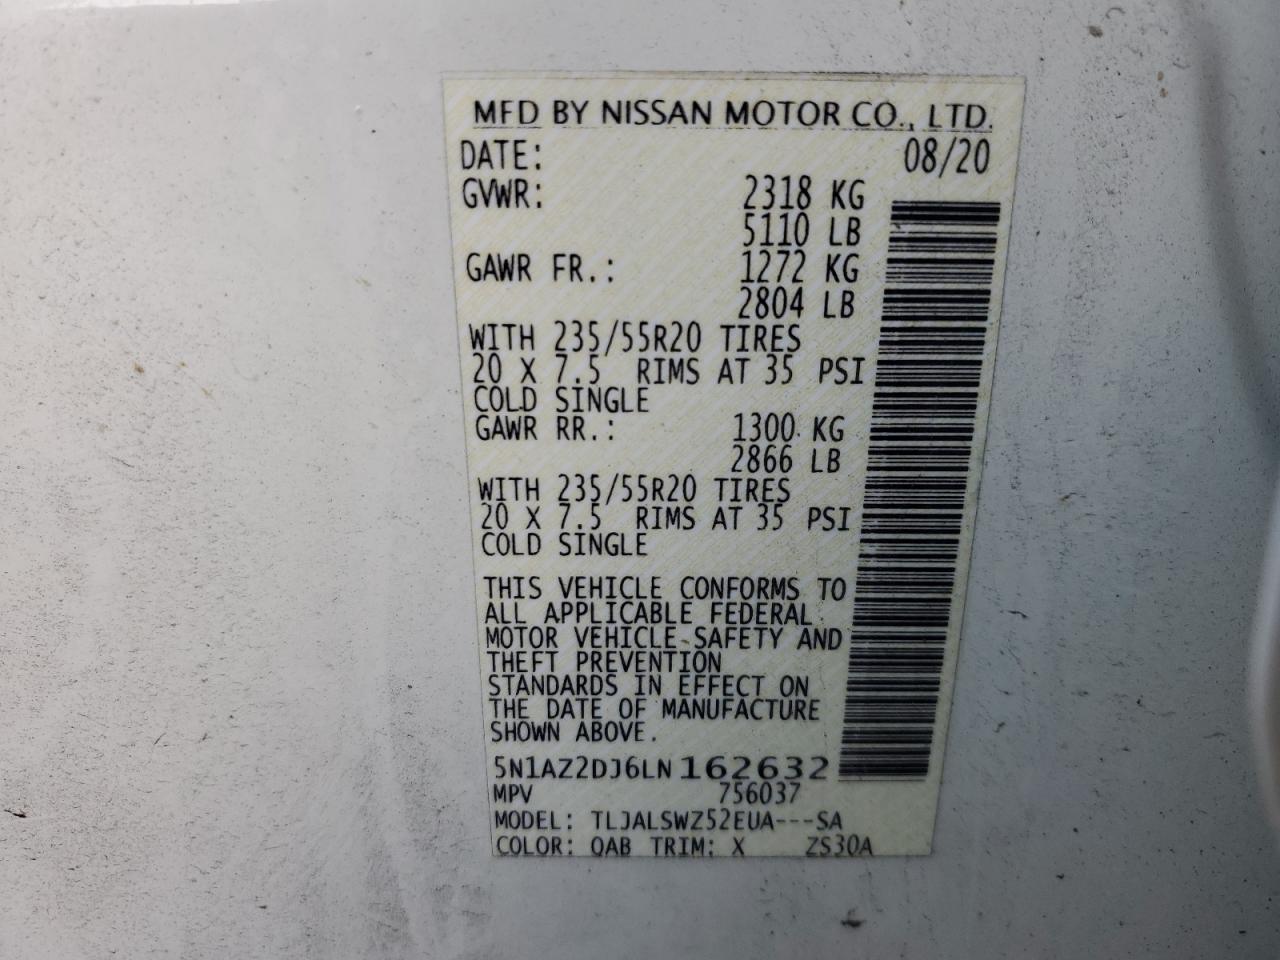 MFD BY NISSAN MOTOR CO., LTD.
DATE: 08/20
GVWR: 2318 KG
5110 LB
GAWR FR.: 1272 KG
2804 LB
WITH 235/55R20 TIRES
20 X 7.5 RIMS AT 35 PSI
COLD SINGLE
GAWR RR.: 1300 KG
2866 LB
WITH 235/55R20 TIRES
20 X 7.5 RIMS AT 35 PSI
COLD SINGLE
THIS VEHICLE CONFORMS TO
ALL APPLICABLE FEDERAL
MOTOR VEHICLE SAFETY AND
THEFT PREVENTION
STANDARDS IN EFFECT ON
THE DATE OF MANUFACTURE
SHOWN ABOVE.
5N1AZ2DJ6LN162632
MPV 756037
MODEL: TLJALSWZ52EUA---SA
COLOR: QAB TRIM: X ZS30A